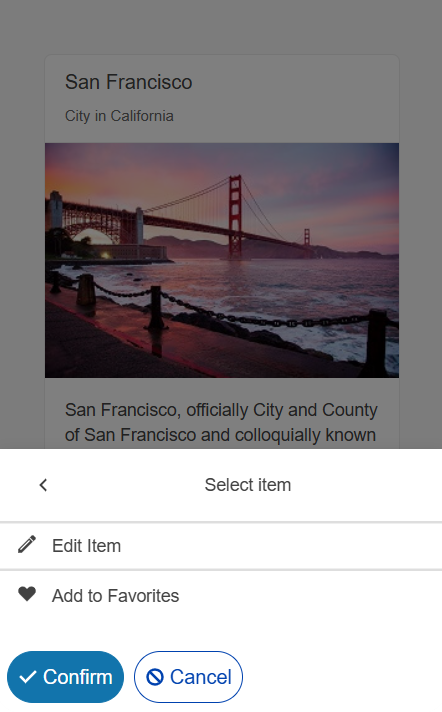 San Francisco
City in California
San Francisco, officially City and County
of San Francisco and colloquially known
Select item
Edit Item
Add to Favorites
Confirm
Cancel